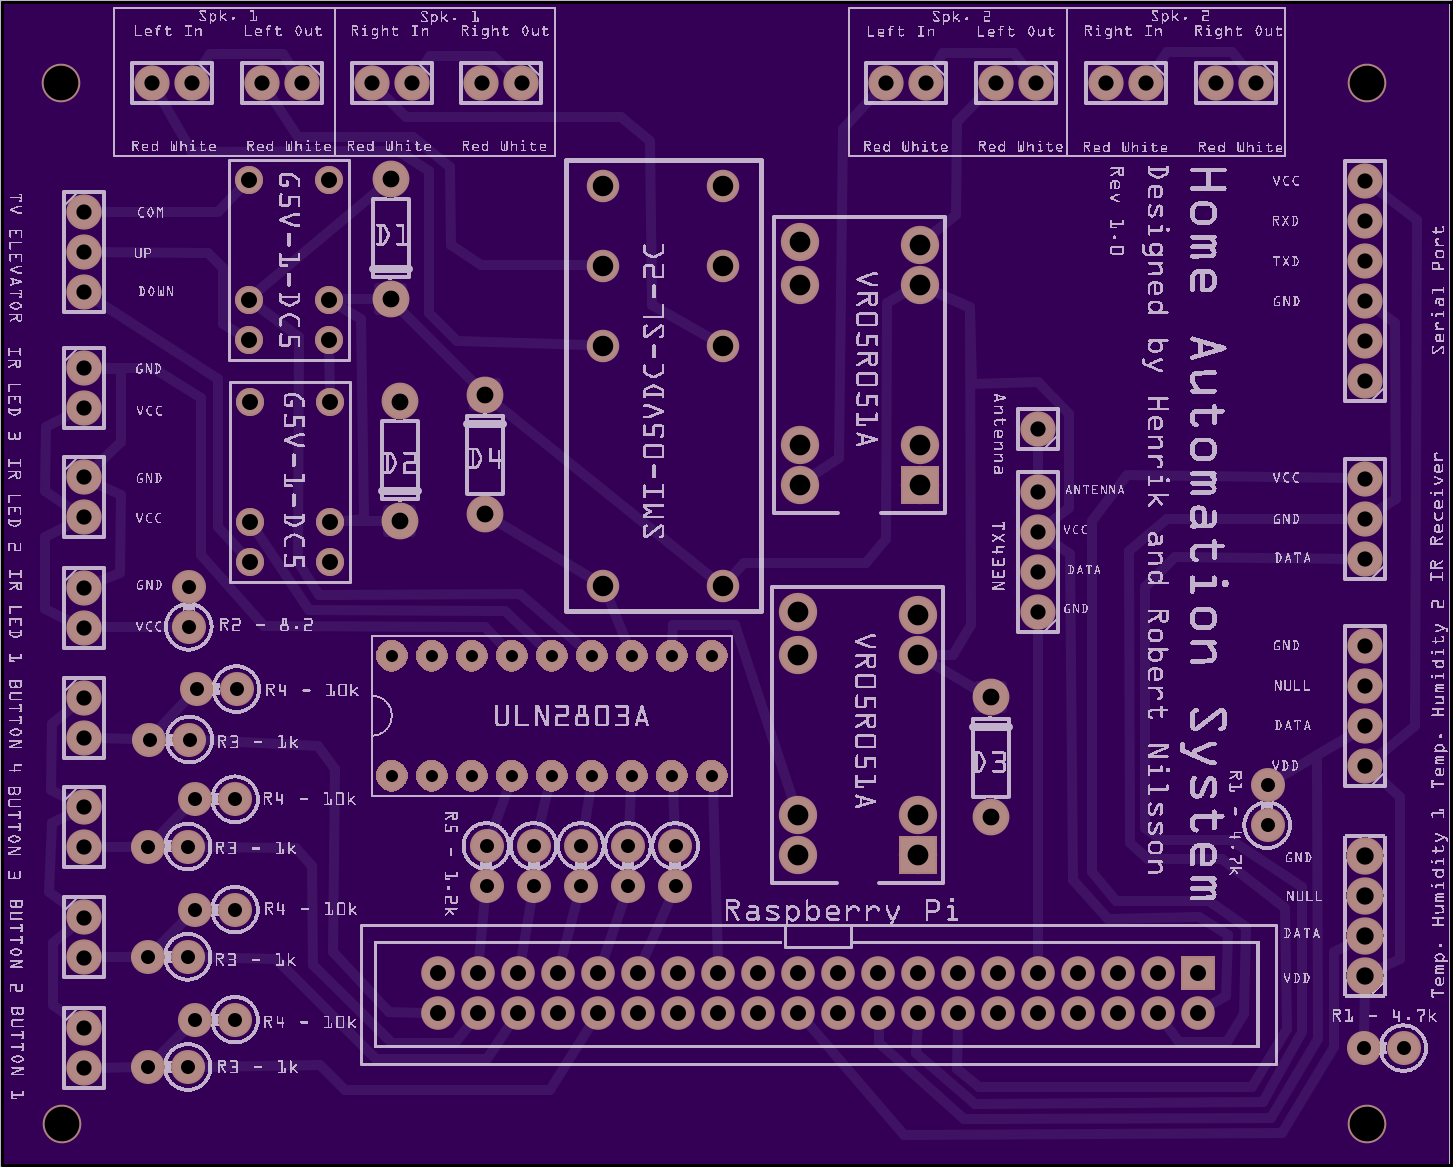 Spk. 1
Spk. 1
Spk. 2
Spk. 2
Left In
Left Out
Right In
Right Out
Left In
Left Out
Right In
Right Out
Red White
Red White
Red White
Red White
Red White
Red White
Red White
Red White
TV ELEVATOR
COM
UP
DOWN
G5V-1-DC5
D1
IR LED 3
GND
VCC
G5V-1-DC5
D2
D4
IR LED 2
GND
VCC
IR LED 1
GND
VCC
R2 - 8.2
SMI-05VDC-SL-2C
VR05R051A
VR05R051A
D3
ULN2803A
BUTTON 4
R4 - 10k
R3 - 1k
BUTTON 3
R4 - 10k
R3 - 1k
BUTTON 2
R4 - 10k
R3 - 1k
BUTTON 1
R4 - 10k
R3 - 1k
R5 - 1.2k
Raspberry Pi
Antenna
ANTENNA
VCC
DATA
GND
TX433N
Home Automation System
Designed by Henrik and Robert Nilsson
Rev 1.0
Serial Port
VCC
RXD
TXD
GND
IR Receiver
VCC
GND
DATA
Temp. Humidity 2
GND
NULL
DATA
VDD
R1 - 4.7k
Temp. Humidity 1
GND
NULL
DATA
VDD
R1 - 4.7k